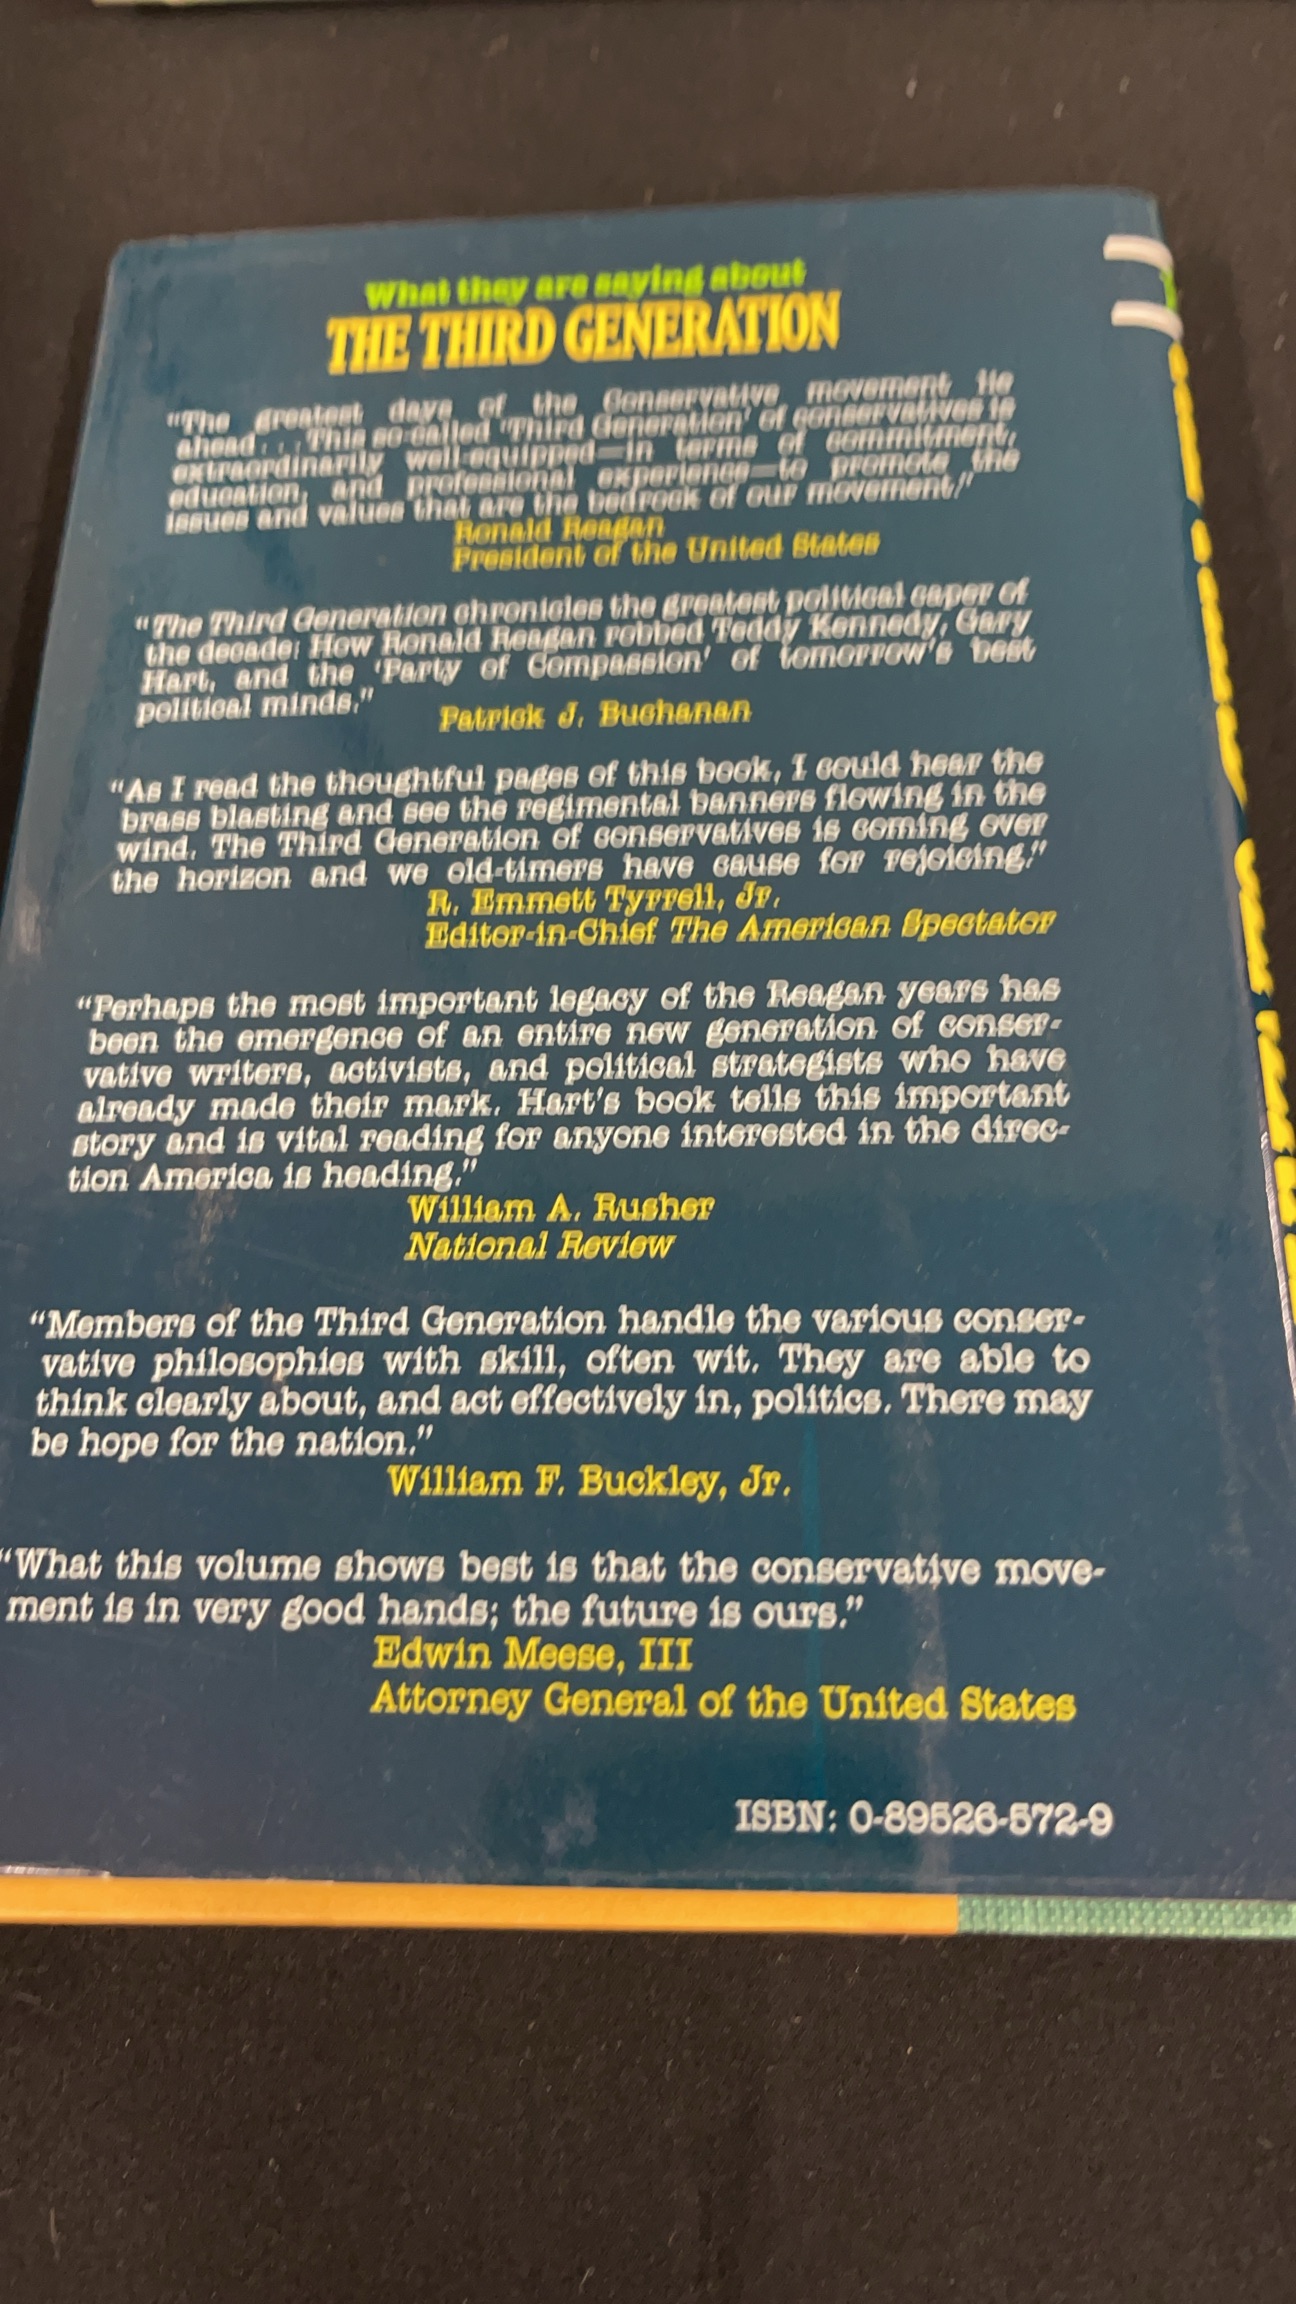 What they are saying about
THE THIRD GENERATION
"The greatest days of the Conservative movement lie
ahead. . . . This so-called 'Third Generation' of conservatives is
extraordinarily well-equipped—in terms of commitment,
education, and professional experience—to promote the
issues and values that are the bedrock of our movement."
Ronald Reagan
President of the United States
"The Third Generation chronicles the greatest political caper of
the decade: How Ronald Reagan robbed Teddy Kennedy, Gary
Hart, and the 'Party of Compassion' of tomorrow's best
political minds."
Patrick J. Buchanan
"As I read the thoughtful pages of this book, I could hear the
brass blasting and see the regimental banners flowing in the
wind. The Third Generation of conservatives is coming over
the horizon and we old-timers have cause for rejoicing."
R. Emmett Tyrrell, Jr.
Editor-in-Chief The American Spectator
"Perhaps the most important legacy of the Reagan years has
been the emergence of an entire new generation of conser-
vative writers, activists, and political strategists who have
already made their mark. Hart's book tells this important
story and is vital reading for anyone interested in the direc-
tion America is heading."
William A. Rusher
National Review
"Members of the Third Generation handle the various conser-
vative philosophies with skill, often wit. They are able to
think clearly about, and act effectively in, politics. There may
be hope for the nation."
William F. Buckley, Jr.
"What this volume shows best is that the conservative move-
ment is in very good hands; the future is ours."
Edwin Meese, III
Attorney General of the United States
ISBN: 0-89526-572-9